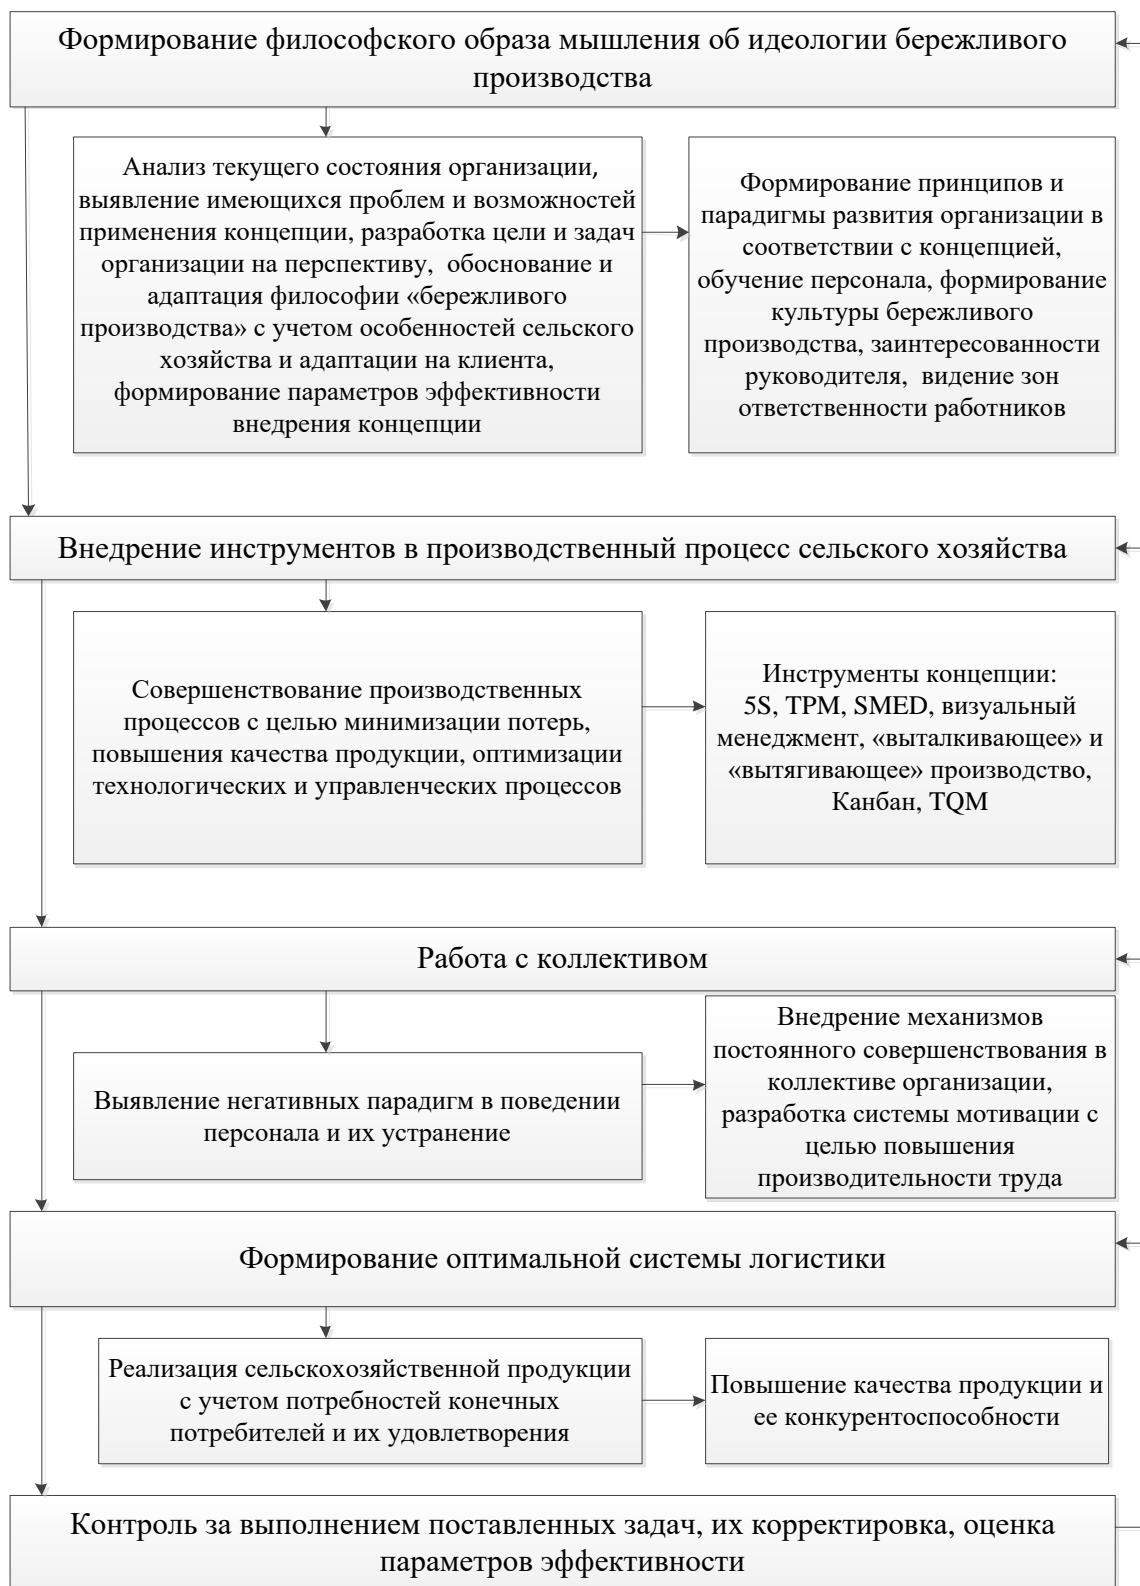 Формирование философского образа мышления об идеологии бережливого
производства
Анализ текущего состояния организации,
выявление имеющихся проблем и возможностей
применения концепции, разработка цели и задач
организации на перспективу, обоснование и
адаптация философии «бережливого
производства» с учетом особенностей сельского
хозяйства и адаптации на клиента,
формирование параметров эффективности
внедрения концепции
Формирование принципов и
парадигмы развития организации в
соответствии с концепцией,
обучение персонала, формирование
культуры бережливого
производства, заинтересованности
руководителя, видение зон
ответственности работников
Внедрение инструментов в производственный процесс сельского хозяйства
Совершенствование производственных
процессов с целью минимизации потерь,
повышения качества продукции, оптимизации
технологических и управленческих процессов
Инструменты концепции:
5S, TPM, SMED, визуальный
менеджмент, «выталкивающее» и
«вытягивающее» производство,
Канбан, TQM
Работа с коллективом
Выявление негативных парадигм в поведении
персонала и их устранение
Внедрение механизмов
постоянного совершенствования в
коллективе организации,
разработка системы мотивации с
целью повышения
производительности труда
Формирование оптимальной системы логистики
Реализация сельскохозяйственной продукции
с учетом потребностей конечных
потребителей и их удовлетворения
Повышение качества продукции и
ее конкурентоспособности
Контроль за выполнением поставленных задач, их корректировка, оценка
параметров эффективности